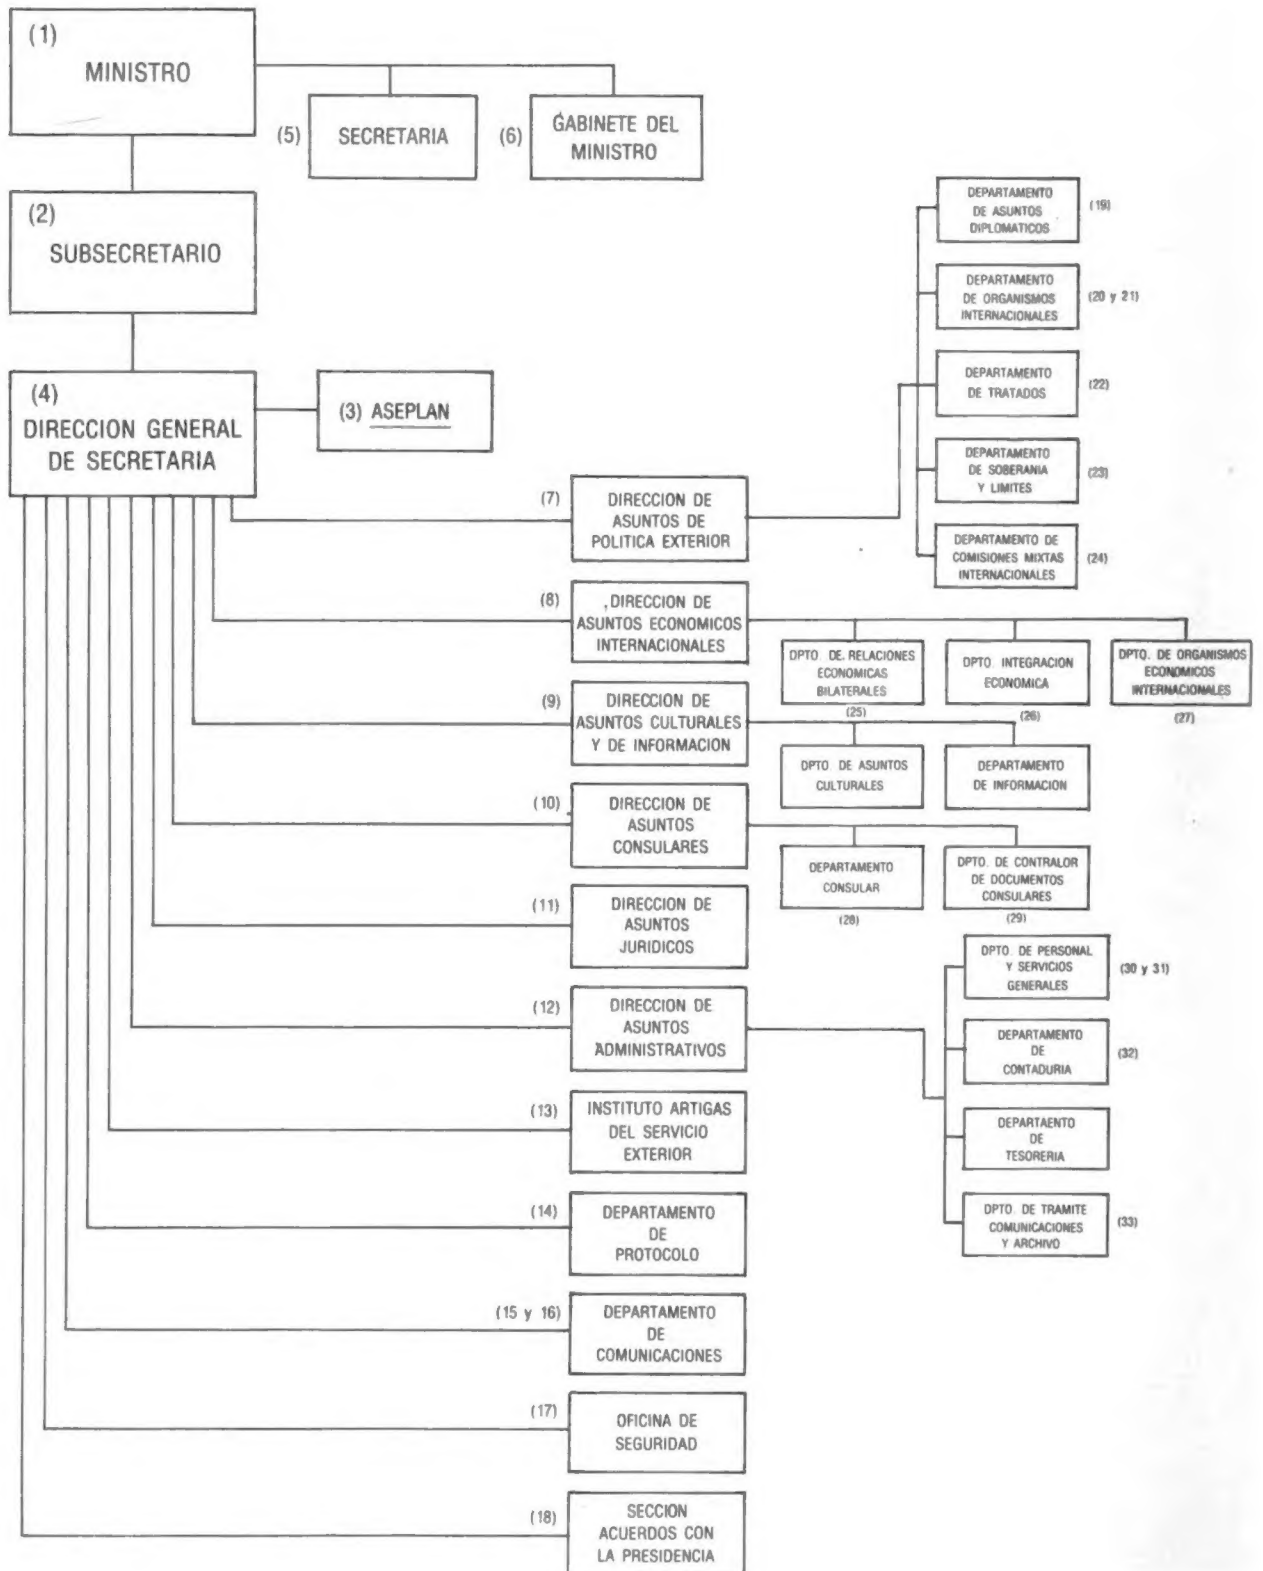 (1)
MINISTRO
(5)
SECRETARIA
(6)
GABINETE DEL
MINISTRO
(2)
SUBSECRETARIO
(4)
DIRECCION GENERAL
DE SECRETARIA
(3) ASEPLAN
(7)
DIRECCION DE
ASUNTOS DE
POLITICA EXTERIOR
DEPARTAMENTO
DE ASUNTOS
DIPLOMATICOS
(19)
DEPARTAMENTO
DE ORGANISMOS
INTERNACIONALES
(20 y 21)
DEPARTAMENTO
DE TRATADOS
(22)
DEPARTAMENTO
DE SOBERANIA
Y LIMITES
(23)
DEPARTAMENTO DE
COMISIONES MIXTAS
INTERNACIONALES
(24)
(8)
DIRECCION DE
ASUNTOS ECONOMICOS
INTERNACIONALES
DPTO. DE RELACIONES
ECONOMICAS
BILATERALES
(25)
DPTO. INTEGRACION
ECONOMICA
(26)
DPTO. DE ORGANISMOS
ECONOMICOS
INTERNACIONALES
(27)
(9)
DIRECCION DE
ASUNTOS CULTURALES
Y DE INFORMACION
DPTO. DE ASUNTOS
CULTURALES
DEPARTAMENTO
DE INFORMACION
(10)
DIRECCION DE
ASUNTOS
CONSULARES
DEPARTAMENTO
CONSULAR
(28)
DPTO. DE CONTRALOR
DE DOCUMENTOS
CONSULARES
(29)
(11)
DIRECCION DE
ASUNTOS
JURIDICOS
(12)
DIRECCION DE
ASUNTOS
ADMINISTRATIVOS
DPTO. DE PERSONAL
Y SERVICIOS
GENERALES
(30 y 31)
DEPARTAMENTO
DE
CONTADURIA
(32)
DEPARTAENTO
DE
TESORERIA
DPTO. DE TRAMITE
COMUNICACIONES
Y ARCHIVO
(33)
(13)
INSTITUTO ARTIGAS
DEL SERVICIO
EXTERIOR
(14)
DEPARTAMENTO
DE
PROTOCOLO
(15 y 16)
DEPARTAMENTO
DE
COMUNICACIONES
(17)
OFICINA DE
SEGURIDAD
(18)
SECCION
ACUERDOS CON
LA PRESIDENCIA